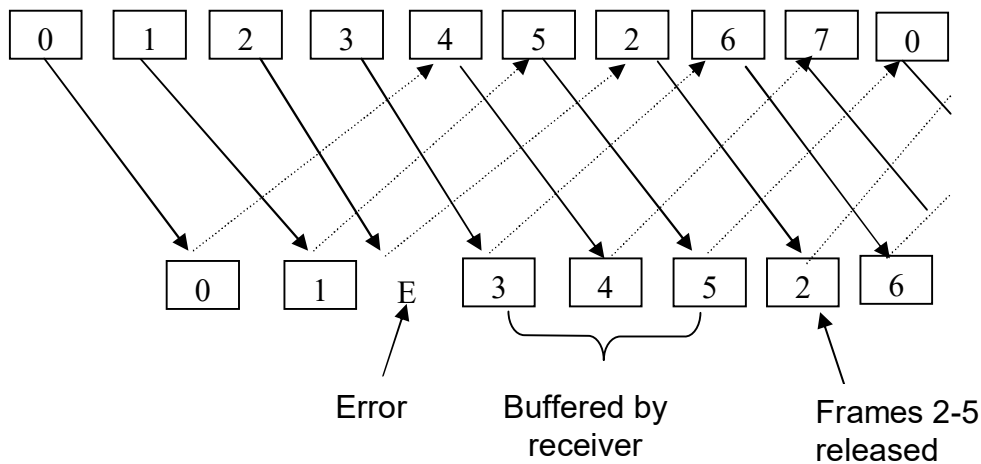 0 1 2 3 4 5 2 6 7 0
0 1 E 3 4 5 2 6
Error
Buffered by
receiver
Frames 2-5
released